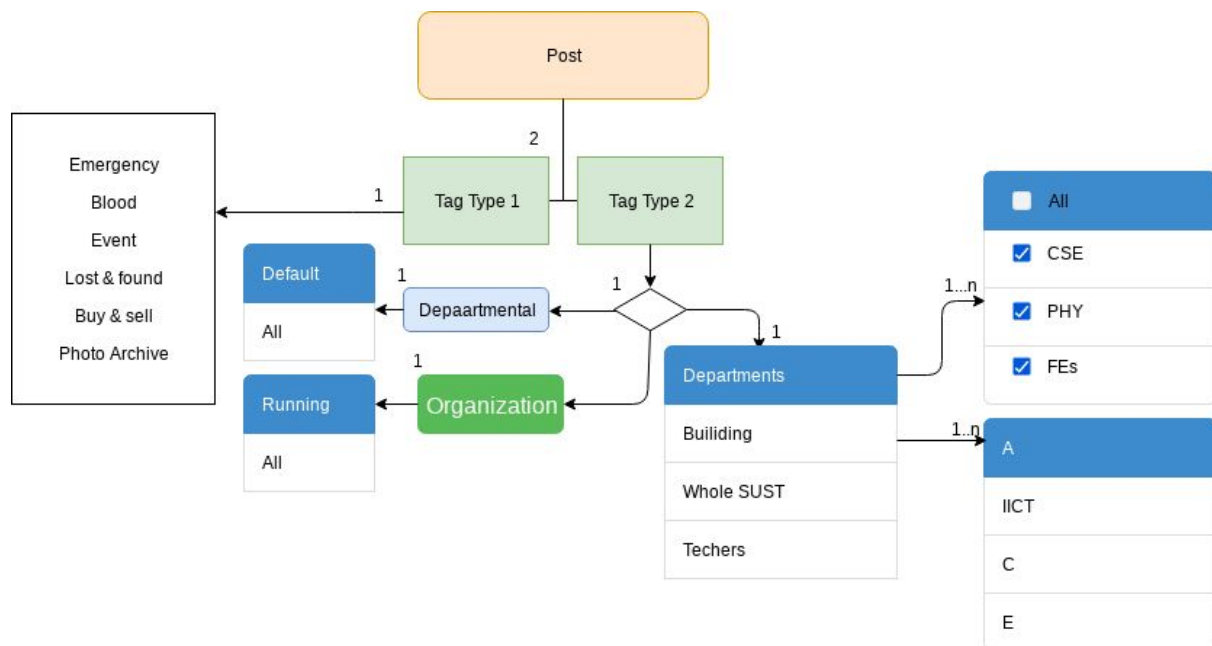 Post
2
Tag Type 1
Tag Type 2
1
Emergency
Blood
Event
Lost & found
Buy & sell
Photo Archive
Default
All
1
Depaartmental
1
1
Organization
Running
All
1
Departments
Builiding
Whole SUST
Techers
1...n
All
CSE
PHY
FEs
1..n
A
IICT
C
E